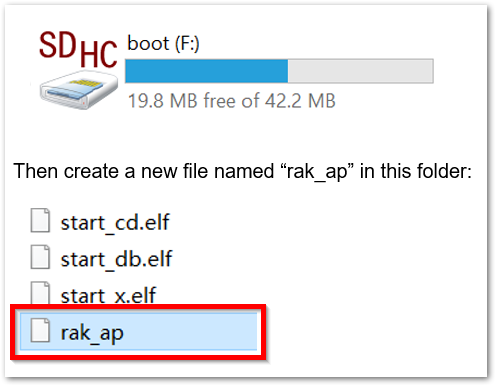 SDHC
boot (F:)
19.8 MB free of 42.2 MB
Then create a new file named “rak_ap” in this folder:
start_cd.elf
start_db.elf
start_x.elf
rak_ap